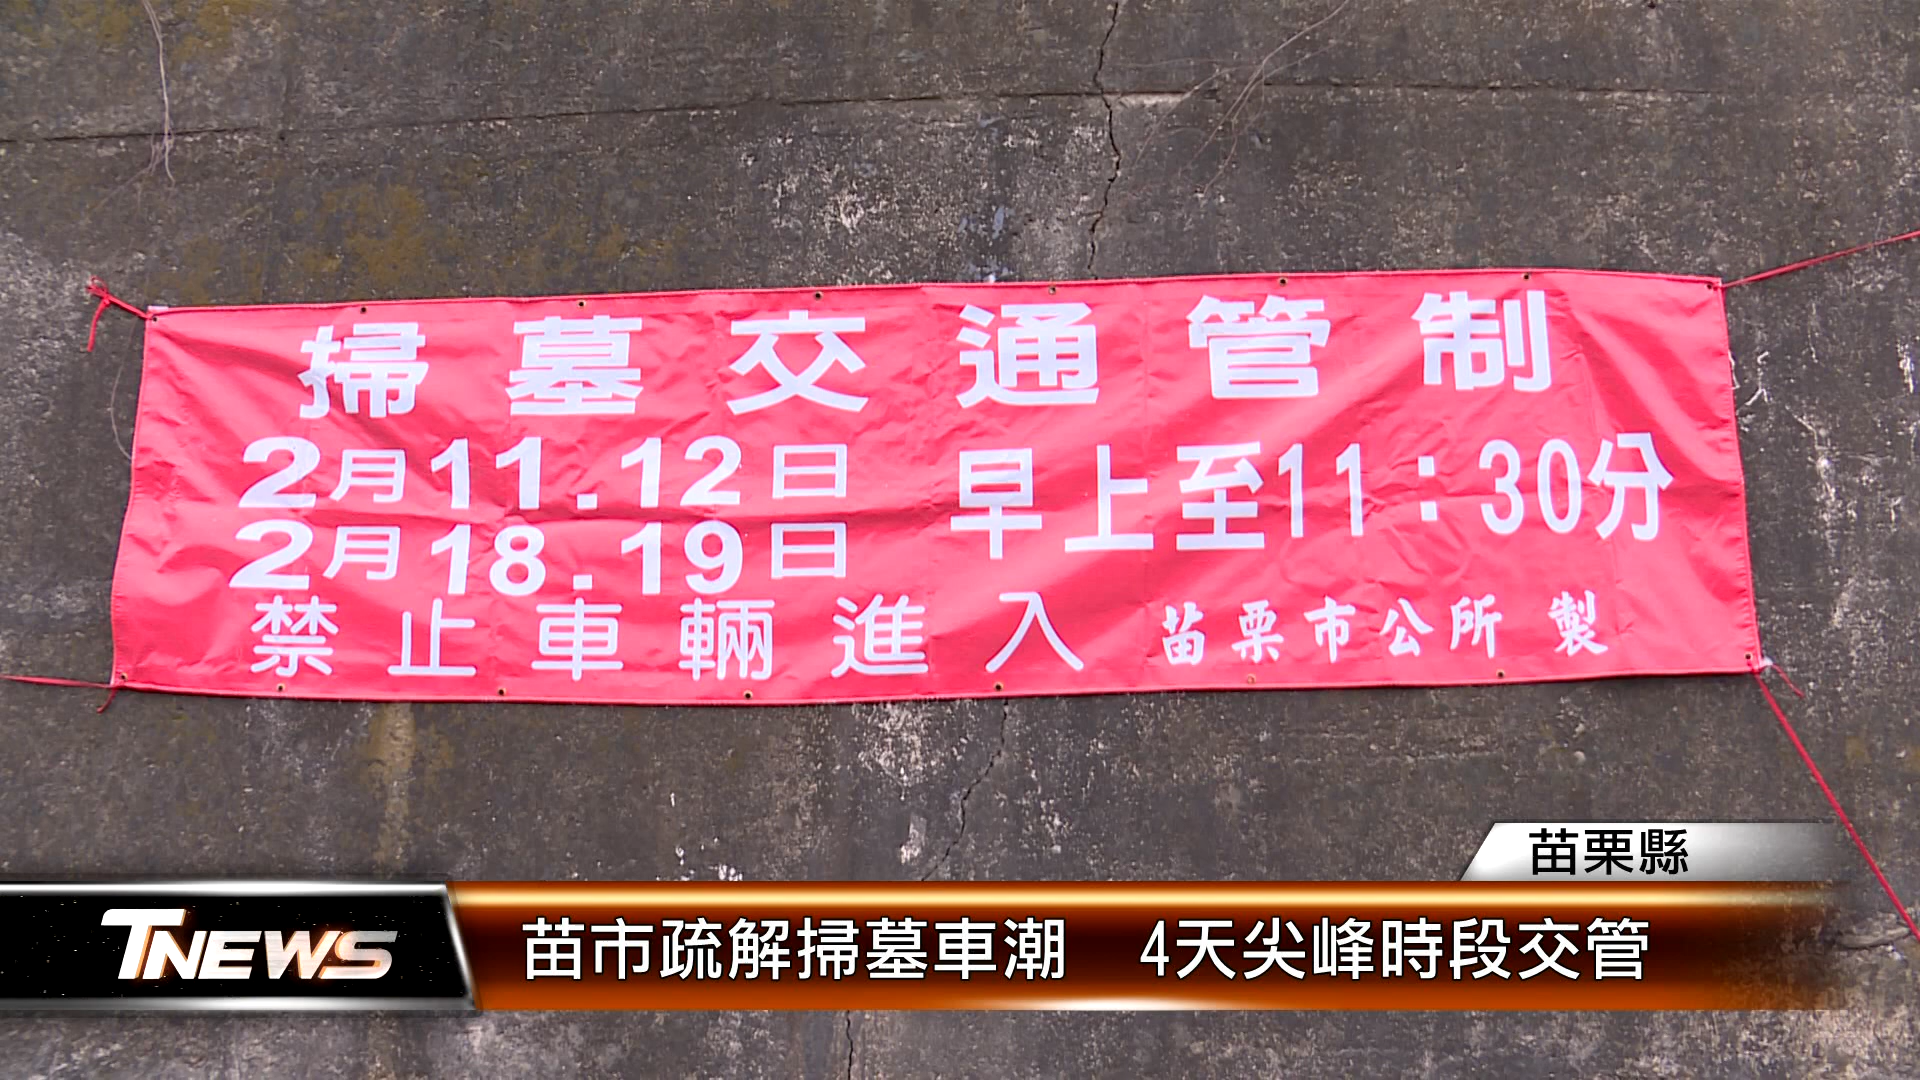 掃墓交通管制
2月11.12日
2月18.19日
早上至11：30分
禁止車輛進入 苗栗市公所 製
苗栗縣
TNEWS
苗市疏解掃墓車潮 4天尖峰時段交管